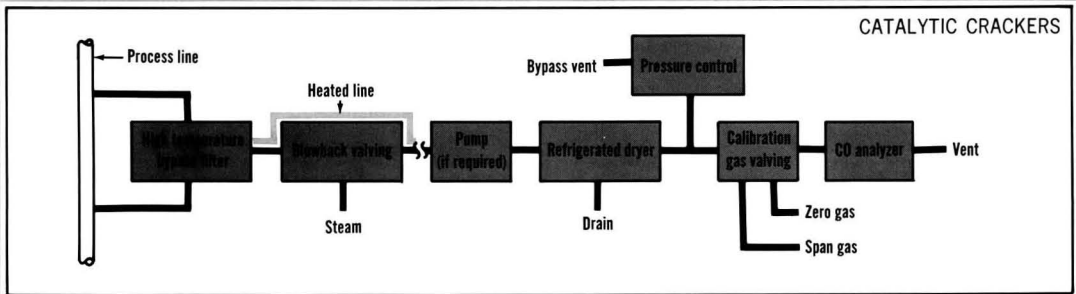 CATALYTIC CRACKERS
Process line
Bypass vent
Pressure control
Heated line
High temperature
bypass filter
Blowback valving
Pump
(if required)
Refrigerated dryer
Calibration
gas valving
CO analyzer
Vent
Steam
Drain
Zero gas
Span gas